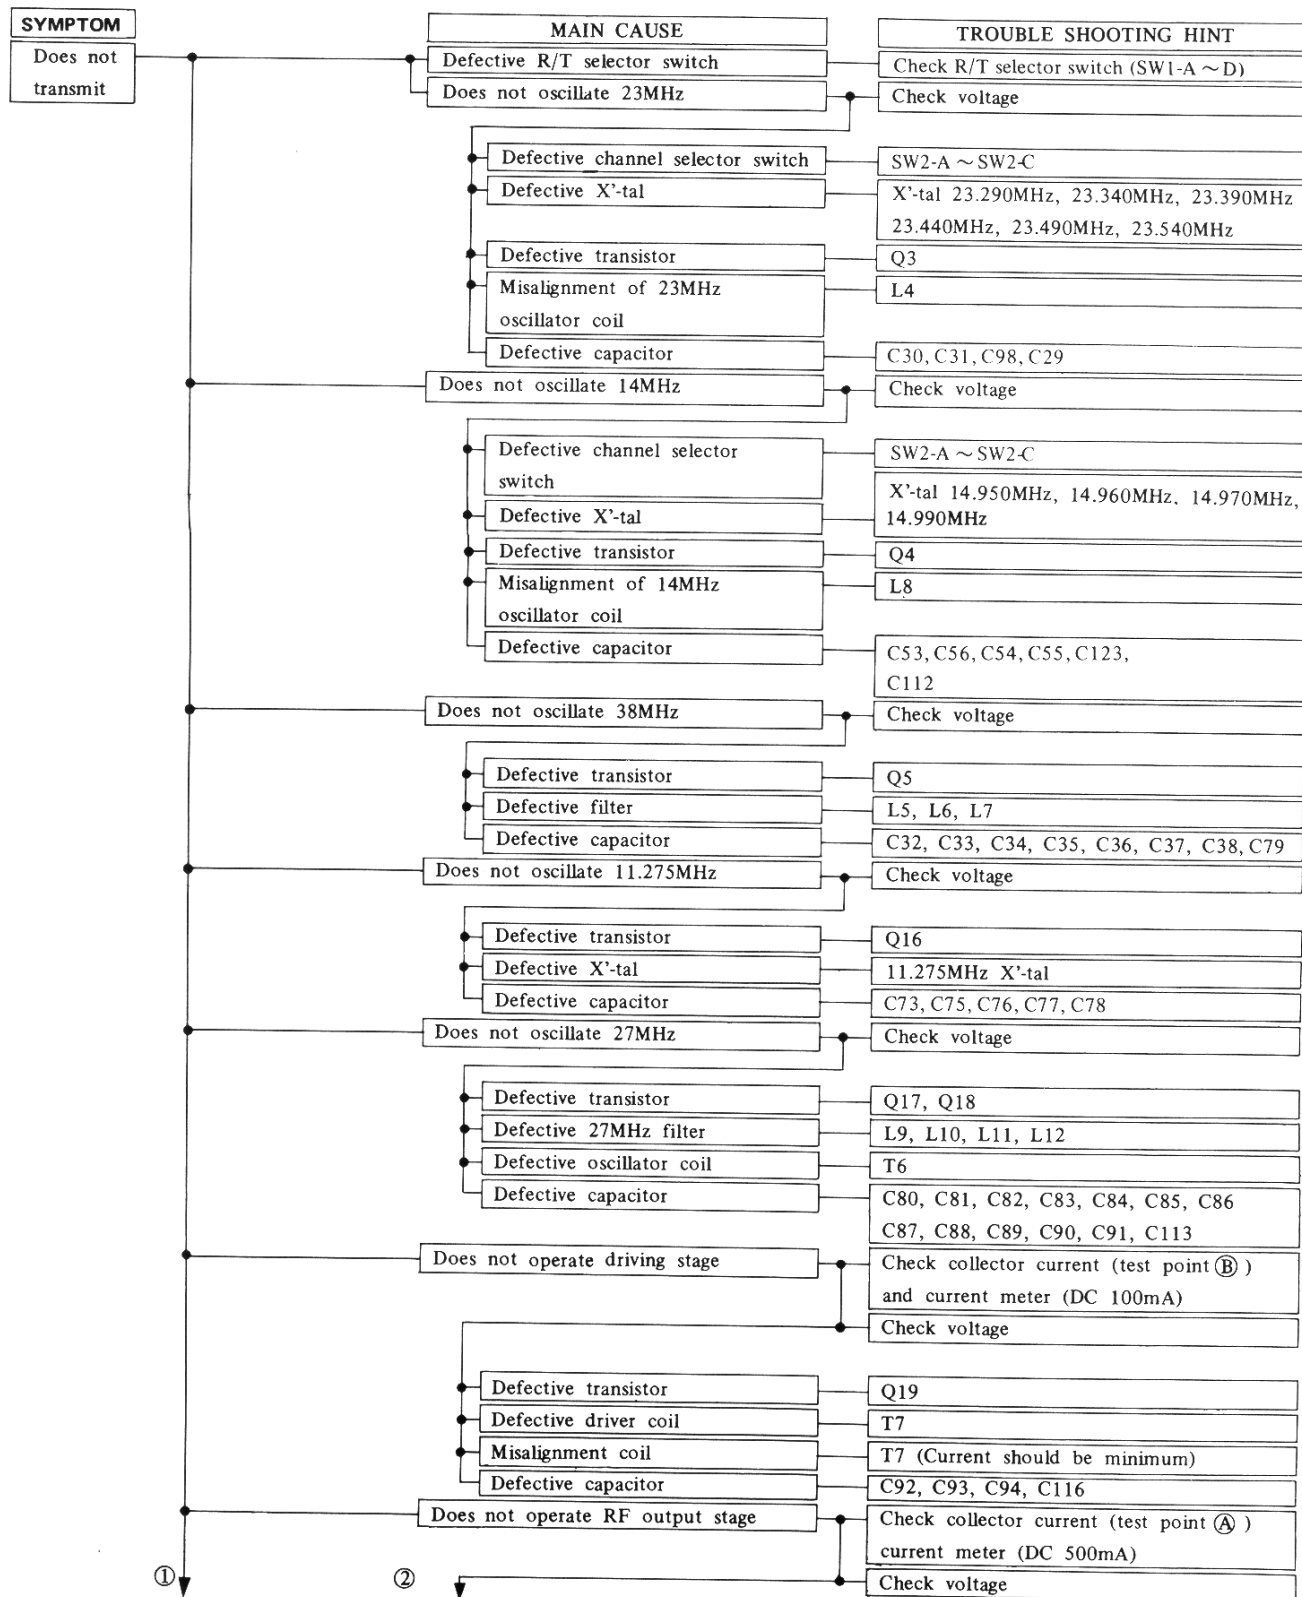 SYMPTOM
MAIN CAUSE
TROUBLE SHOOTING HINT
Does not
transmit
Defective R/T selector switch
Check R/T selector switch (SW1-A ~ D)
Does not oscillate 23MHz
Check voltage
Defective channel selector switch
SW2-A ~ SW2-C
Defective X'-tal
X'-tal 23.290MHz, 23.340MHz, 23.390MHz
23.440MHz, 23.490MHz, 23.540MHz
Defective transistor
Q3
Misalignment of 23MHz
oscillator coil
L4
Defective capacitor
C30, C31, C98, C29
Does not oscillate 14MHz
Check voltage
Defective channel selector
switch
SW2-A ~ SW2-C
Defective X'-tal
X'-tal 14.950MHz, 14.960MHz, 14.970MHz,
14.990MHz
Defective transistor
Q4
Misalignment of 14MHz
oscillator coil
L8
Defective capacitor
C53, C56, C54, C55, C123,
C112
Does not oscillate 38MHz
Check voltage
Defective transistor
Q5
Defective filter
L5, L6, L7
Defective capacitor
C32, C33, C34, C35, C36, C37, C38, C79
Does not oscillate 11.275MHz
Check voltage
Defective transistor
Q16
Defective X'-tal
11.275MHz X'-tal
Defective capacitor
C73, C75, C76, C77, C78
Does not oscillate 27MHz
Check voltage
Defective transistor
Q17, Q18
Defective 27MHz filter
L9, L10, L11, L12
Defective oscillator coil
T6
Defective capacitor
C80, C81, C82, C83, C84, C85, C86
C87, C88, C89, C90, C91, C113
Does not operate driving stage
Check collector current (test point Ⓑ )
and current meter (DC 100mA)
Check voltage
Defective transistor
Q19
Defective driver coil
T7
Misalignment coil
T7 (Current should be minimum)
Defective capacitor
C92, C93, C94, C116
Does not operate RF output stage
Check collector current (test point Ⓐ )
current meter (DC 500mA)
Check voltage
①
②